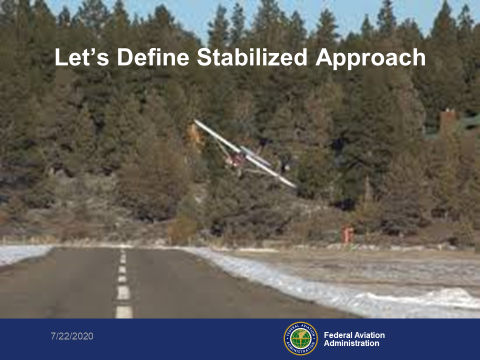 Let's Define Stabilized Approach
7/22/2020
Federal Aviation
Administration